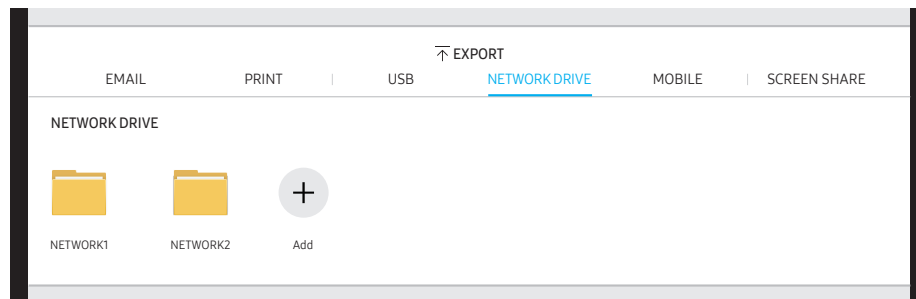 EXPORT
EMAIL PRINT USB NETWORK DRIVE MOBILE SCREEN SHARE
NETWORK DRIVE
NETWORK1 NETWORK2 Add